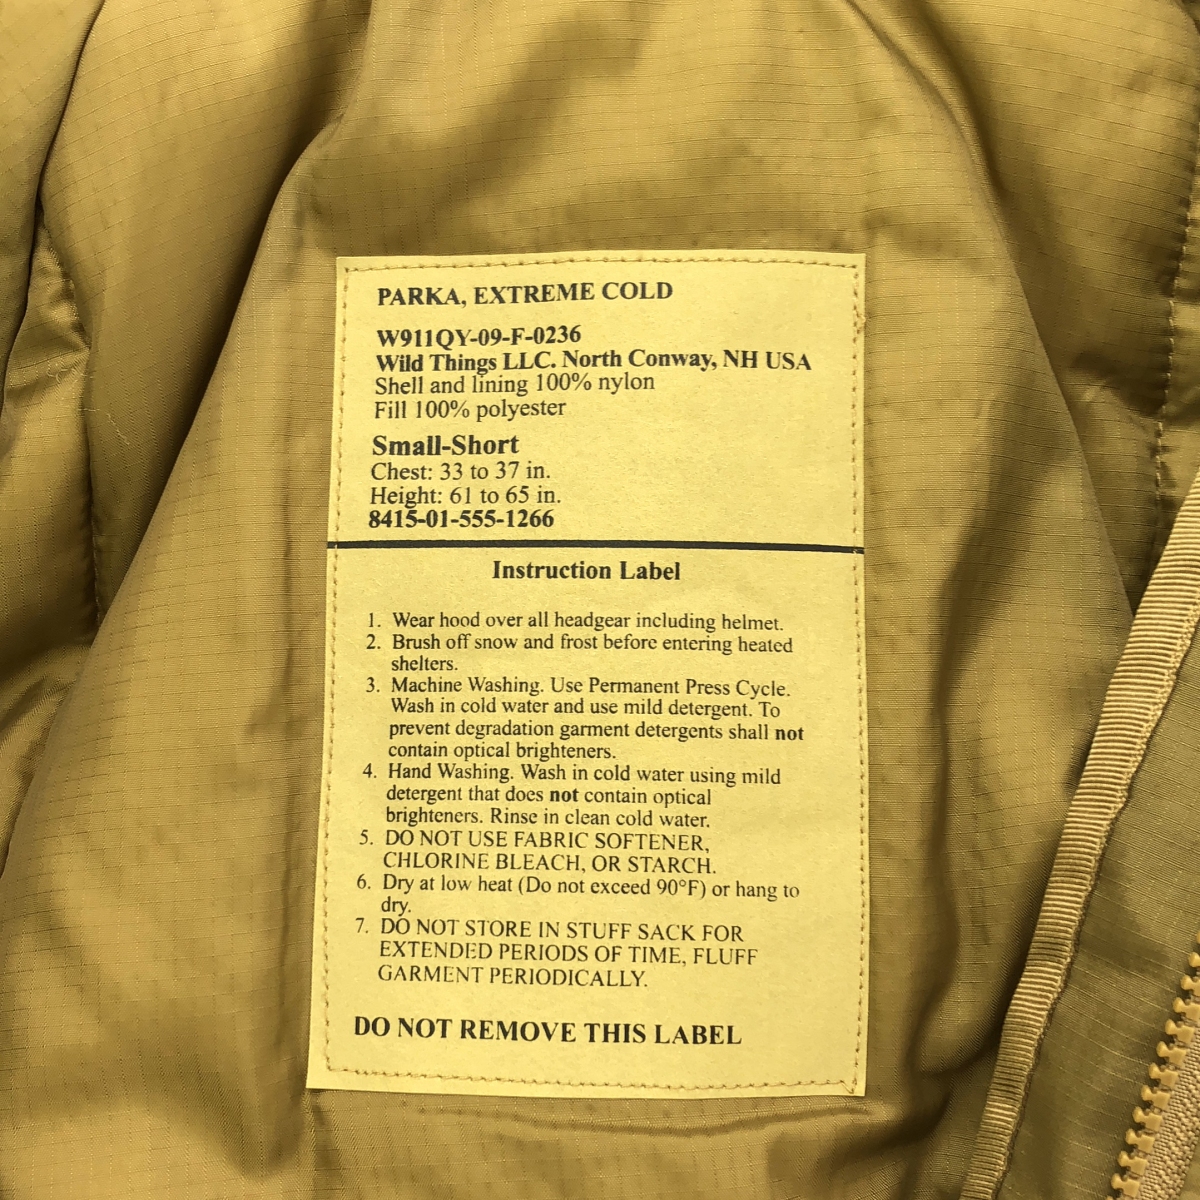 PARKA, EXTREME COLD
W911QY-09-F-0236
Wild Things LLC. North Conway, NH USA
Shell and lining 100% nylon
Fill 100% polyester
Small-Short
Chest: 33 to 37 in.
Height: 61 to 65 in.
8415-01-555-1266
Instruction Label
1. Wear hood over all headgear including helmet.
2. Brush off snow and frost before entering heated
shelters.
3. Machine Washing. Use Permanent Press Cycle.
Wash in cold water and use mild detergent. To
prevent degradation garment detergents shall not
contain optical brighteners.
4. Hand Washing. Wash in cold water using mild
detergent that does not contain optical
brighteners. Rinse in clean cold water.
5. DO NOT USE FABRIC SOFTENER,
CHLORINE BLEACH, OR STARCH.
6. Dry at low heat (Do not exceed 90°F) or hang to
dry.
7. DO NOT STORE IN STUFF SACK FOR
EXTENDED PERIODS OF TIME, FLUFF
GARMENT PERIODICALLY.
DO NOT REMOVE THIS LABEL